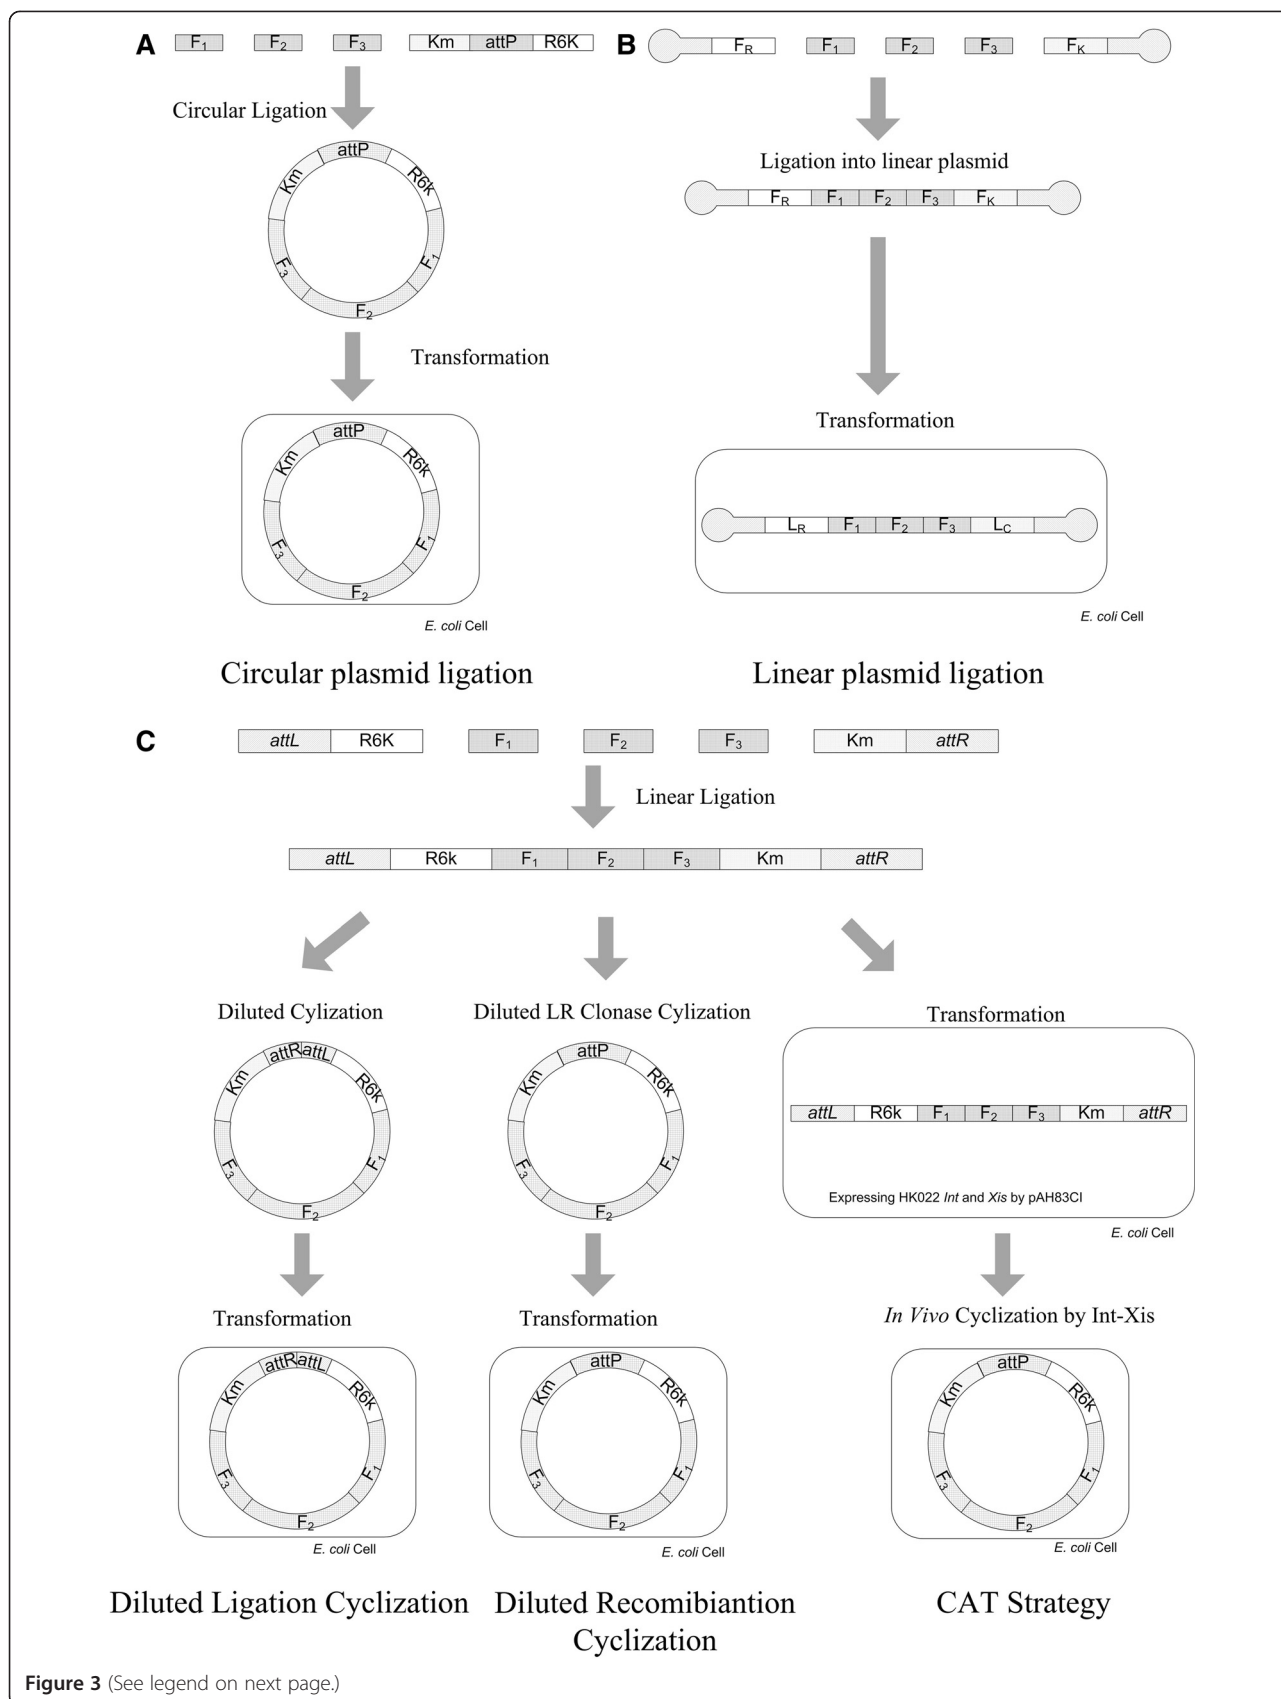 A F1 F2 F3 Km attP R6K
B FR F1 F2 F3 FK
Circular Ligation
Ligation into linear plasmid
attP
Km R6k
F3 F1
F2
FR F1 F2 F3 FK
Transformation
Transformation
attP
Km R6k
F3 F1
F2
E. coli Cell
LR F1 F2 F3 LC
E. coli Cell
Circular plasmid ligation
Linear plasmid ligation
C
attL R6K F1 F2 F3 Km attR
Linear Ligation
attL R6k F1 F2 F3 Km attR
Diluted Cylization
attR attL
Km R6k
F3 F1
F2
Transformation
attR attL
Km R6k
F3 F1
F2
E. coli Cell
Diluted Ligation Cyclization
Diluted LR Clonase Cylization
attP
Km R6k
F3 F1
F2
Transformation
attP
Km R6k
F3 F1
F2
E. coli Cell
Diluted Recomibiantion
Cyclization
Transformation
attL R6k F1 F2 F3 Km attR
Expressing HK022 Int and Xis by pAH83CI
E. coli Cell
In Vivo Cyclization by Int-Xis
attP
Km R6k
F3 F1
F2
E. coli Cell
CAT Strategy
Figure 3 (See legend on next page.)